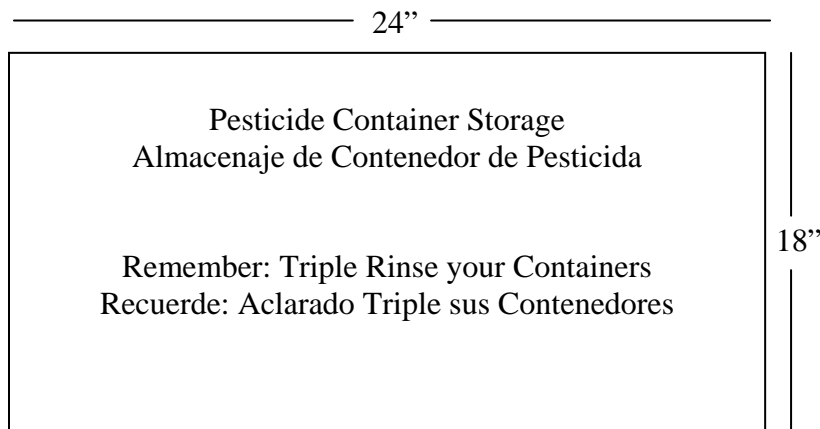 24”
Pesticide Container Storage
Almacenaje de Contenedor de Pesticida
18”
Remember: Triple Rinse your Containers
Recuerde: Aclarado Triple sus Contenedores